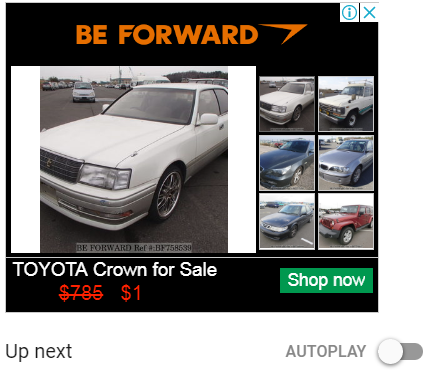 BE FORWARD
BE FORWARD Ref #:BF758539
TOYOTA Crown for Sale
$785 $1
Shop now
Up next
AUTOPLAY